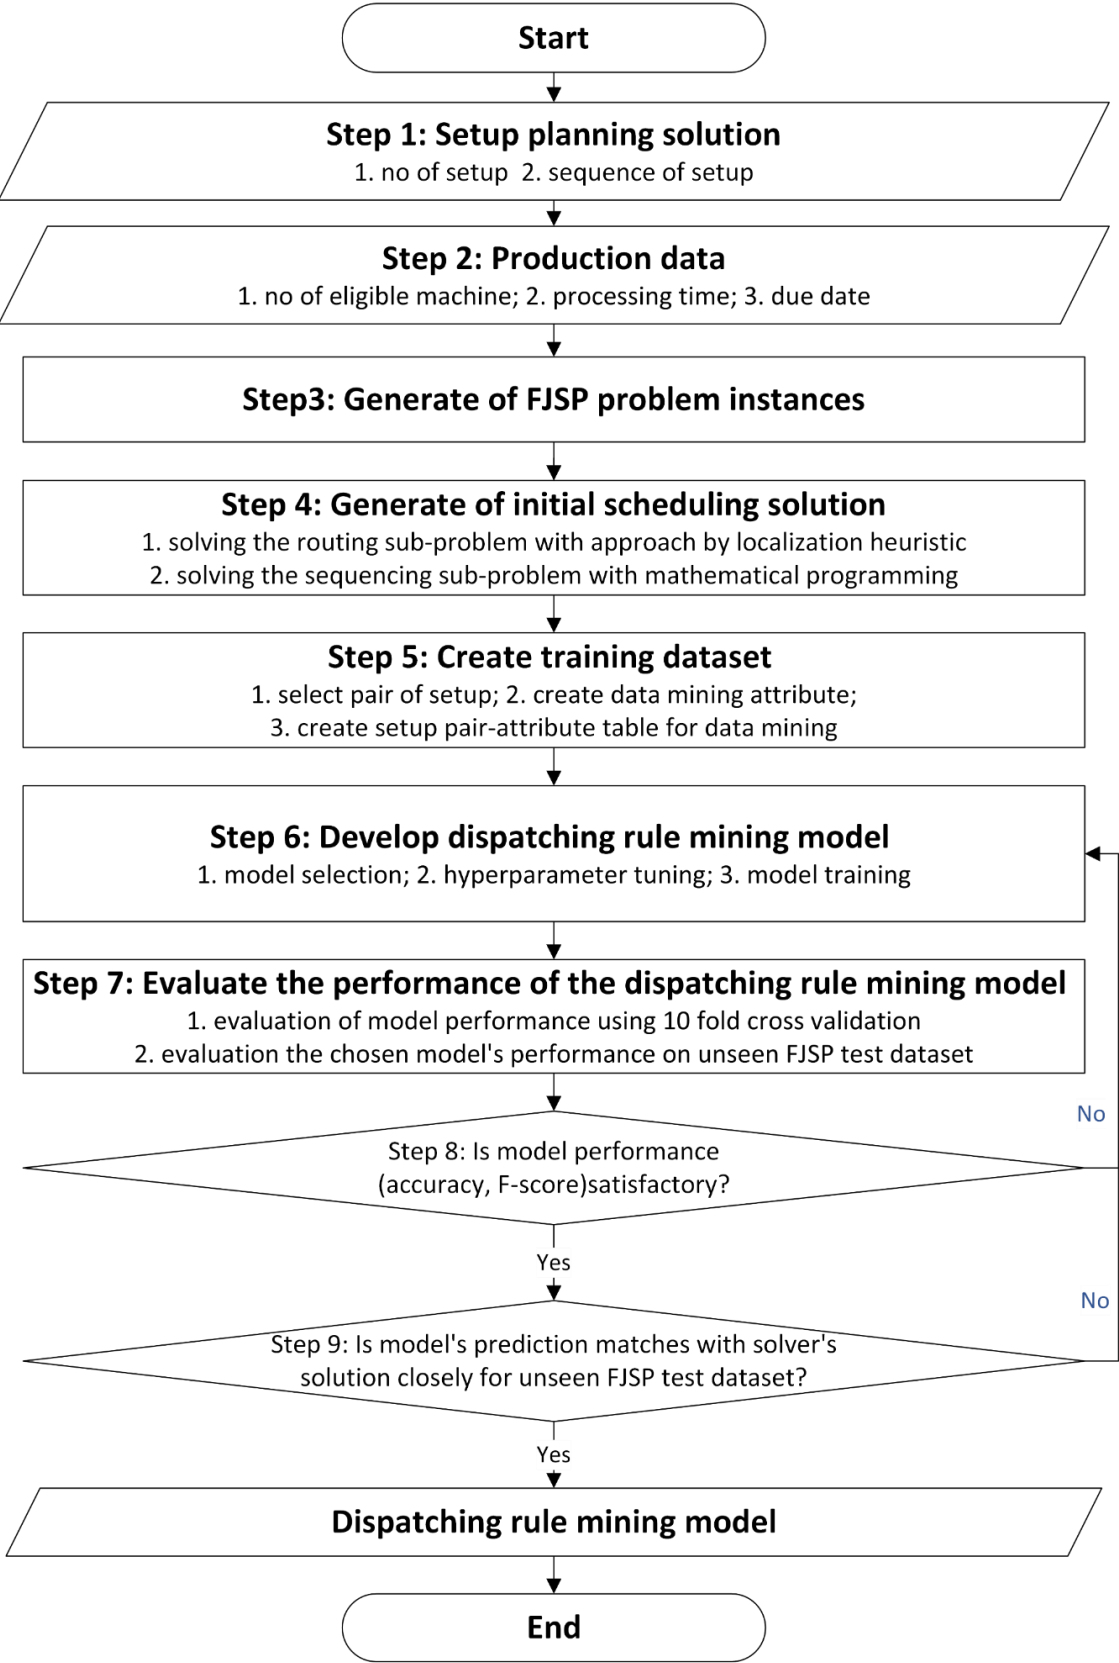 Start
Step 1: Setup planning solution
1. no of setup  2. sequence of setup
Step 2: Production data
1. no of eligible machine; 2. processing time; 3. due date
Step3: Generate of FJSP problem instances
Step 4: Generate of initial scheduling solution
1. solving the routing sub-problem with approach by localization heuristic
2. solving the sequencing sub-problem with mathematical programming
Step 5: Create training dataset
1. select pair of setup; 2. create data mining attribute;
3. create setup pair-attribute table for data mining
Step 6: Develop dispatching rule mining model
1. model selection; 2. hyperparameter tuning; 3. model training
Step 7: Evaluate the performance of the dispatching rule mining model
1. evaluation of model performance using 10 fold cross validation
2. evaluation the chosen model's performance on unseen FJSP test dataset
No
Step 8: Is model performance
(accuracy, F-score)satisfactory?
Yes
No
Step 9: Is model's prediction matches with solver's
solution closely for unseen FJSP test dataset?
Yes
Dispatching rule mining model
End